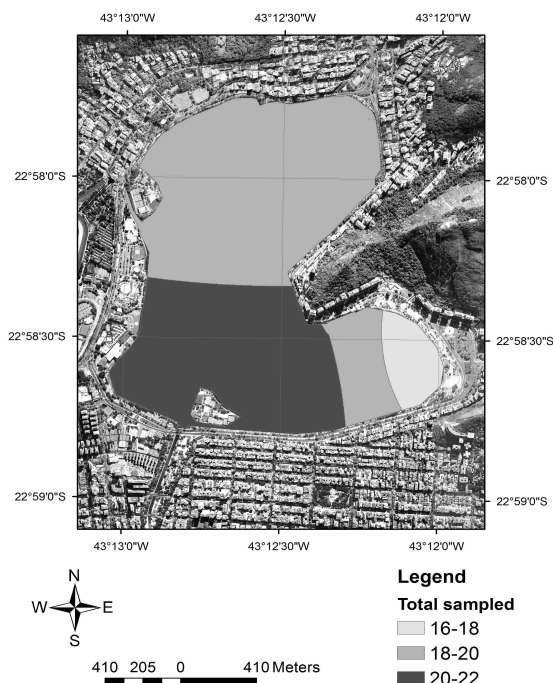 43°13'0"W 43°12'30"W 43°12'0"W
22°58'0"S 22°58'0"S
22°58'30"S 22°58'30"S
22°59'0"S 22°59'0"S
43°13'0"W 43°12'30"W 43°12'0"W
N
W E
S
Legend
Total sampled
16-18
18-20
20-22
410 205 0 410 Meters